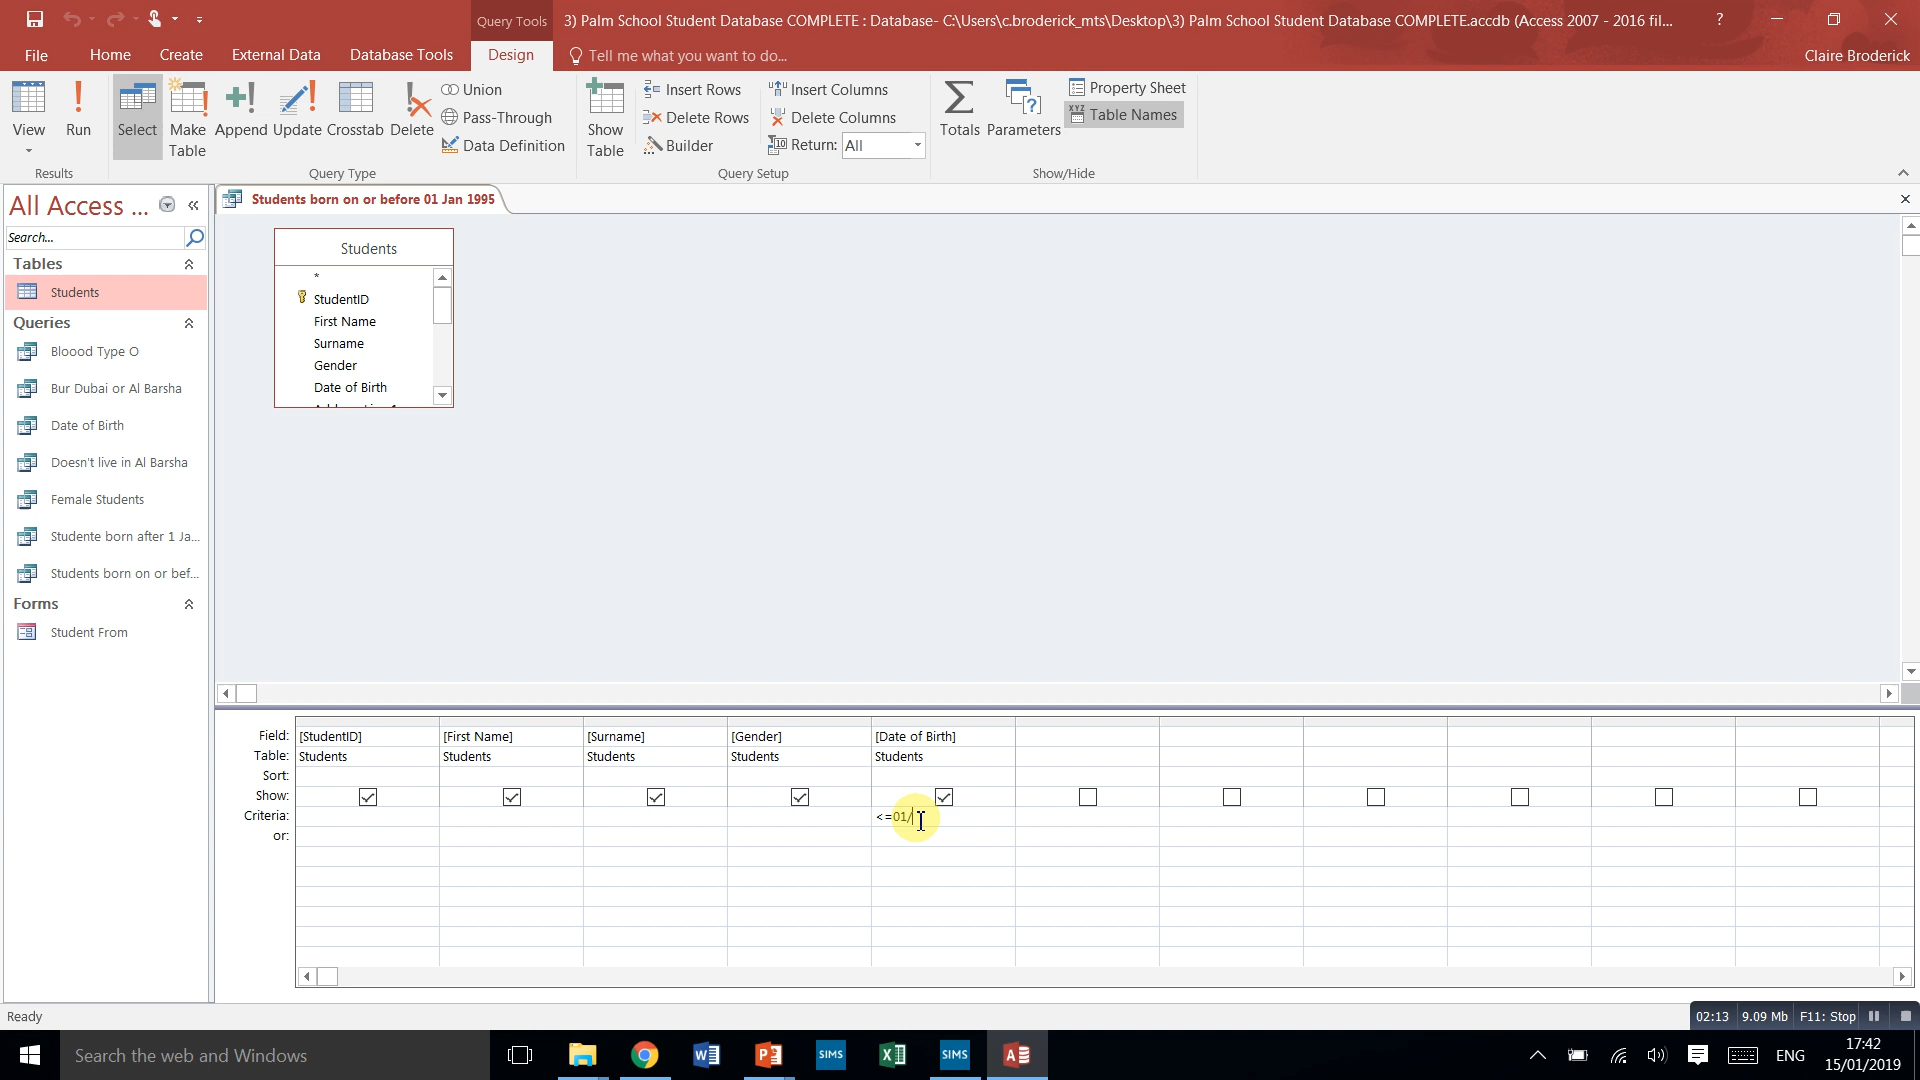 Query Tools
3) Palm School Student Database COMPLETE : Database- C:\Users\c.broderick_mts\Desktop\3) Palm School Student Database COMPLETE.accdb (Access 2007 - 2016 fil...
?
File
Home
Create
External Data
Database Tools
Design
Tell me what you want to do...
Claire Broderick
View
Run
Select
Make Table
Append
Update
Crosstab
Delete
Union
Pass-Through
Data Definition
Show Table
Insert Rows
Delete Rows
Builder
Insert Columns
Delete Columns
Return: All
Totals
Parameters
Property Sheet
Table Names
Results
Query Type
Query Setup
Show/Hide
All Access ...
Search...
Tables
Students
Queries
Bloood Type O
Bur Dubai or Al Barsha
Date of Birth
Doesn't live in Al Barsha
Female Students
Studente born after 1 Ja...
Students born on or bef...
Forms
Student From
Students born on or before 01 Jan 1995
Students
*
StudentID
First Name
Surname
Gender
Date of Birth
Field: [StudentID] [First Name] [Surname] [Gender] [Date of Birth]
Table: Students Students Students Students Students
Sort:
Show:
Criteria: <=01/
or:
Ready
02:13 9.09 Mb F11: Stop
Search the web and Windows
SIMS
SIMS
ENG
17:42
15/01/2019